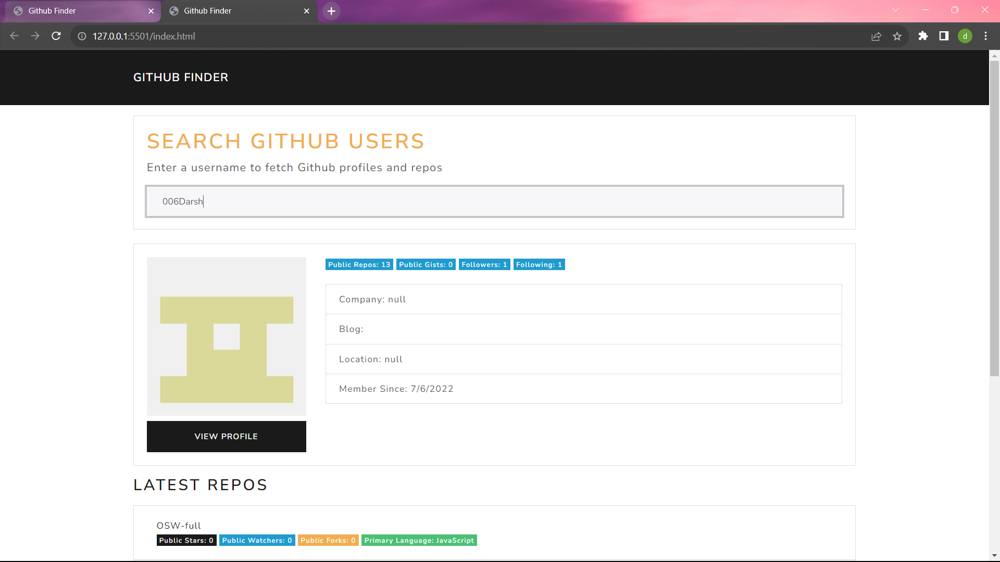 Github Finder
Github Finder
127.0.0.1:5501/index.html
d
GITHUB FINDER
SEARCH GITHUB USERS
Enter a username to fetch Github profiles and repos
006Darsh
Public Repos: 13 Public Gists: 0 Followers: 1 Following: 1
Company: null
Blog:
Location: null
Member Since: 7/6/2022
VIEW PROFILE
LATEST REPOS
OSW-full
Public Stars: 0 Public Watchers: 0 Public Forks: 0 Primary Language: JavaScript